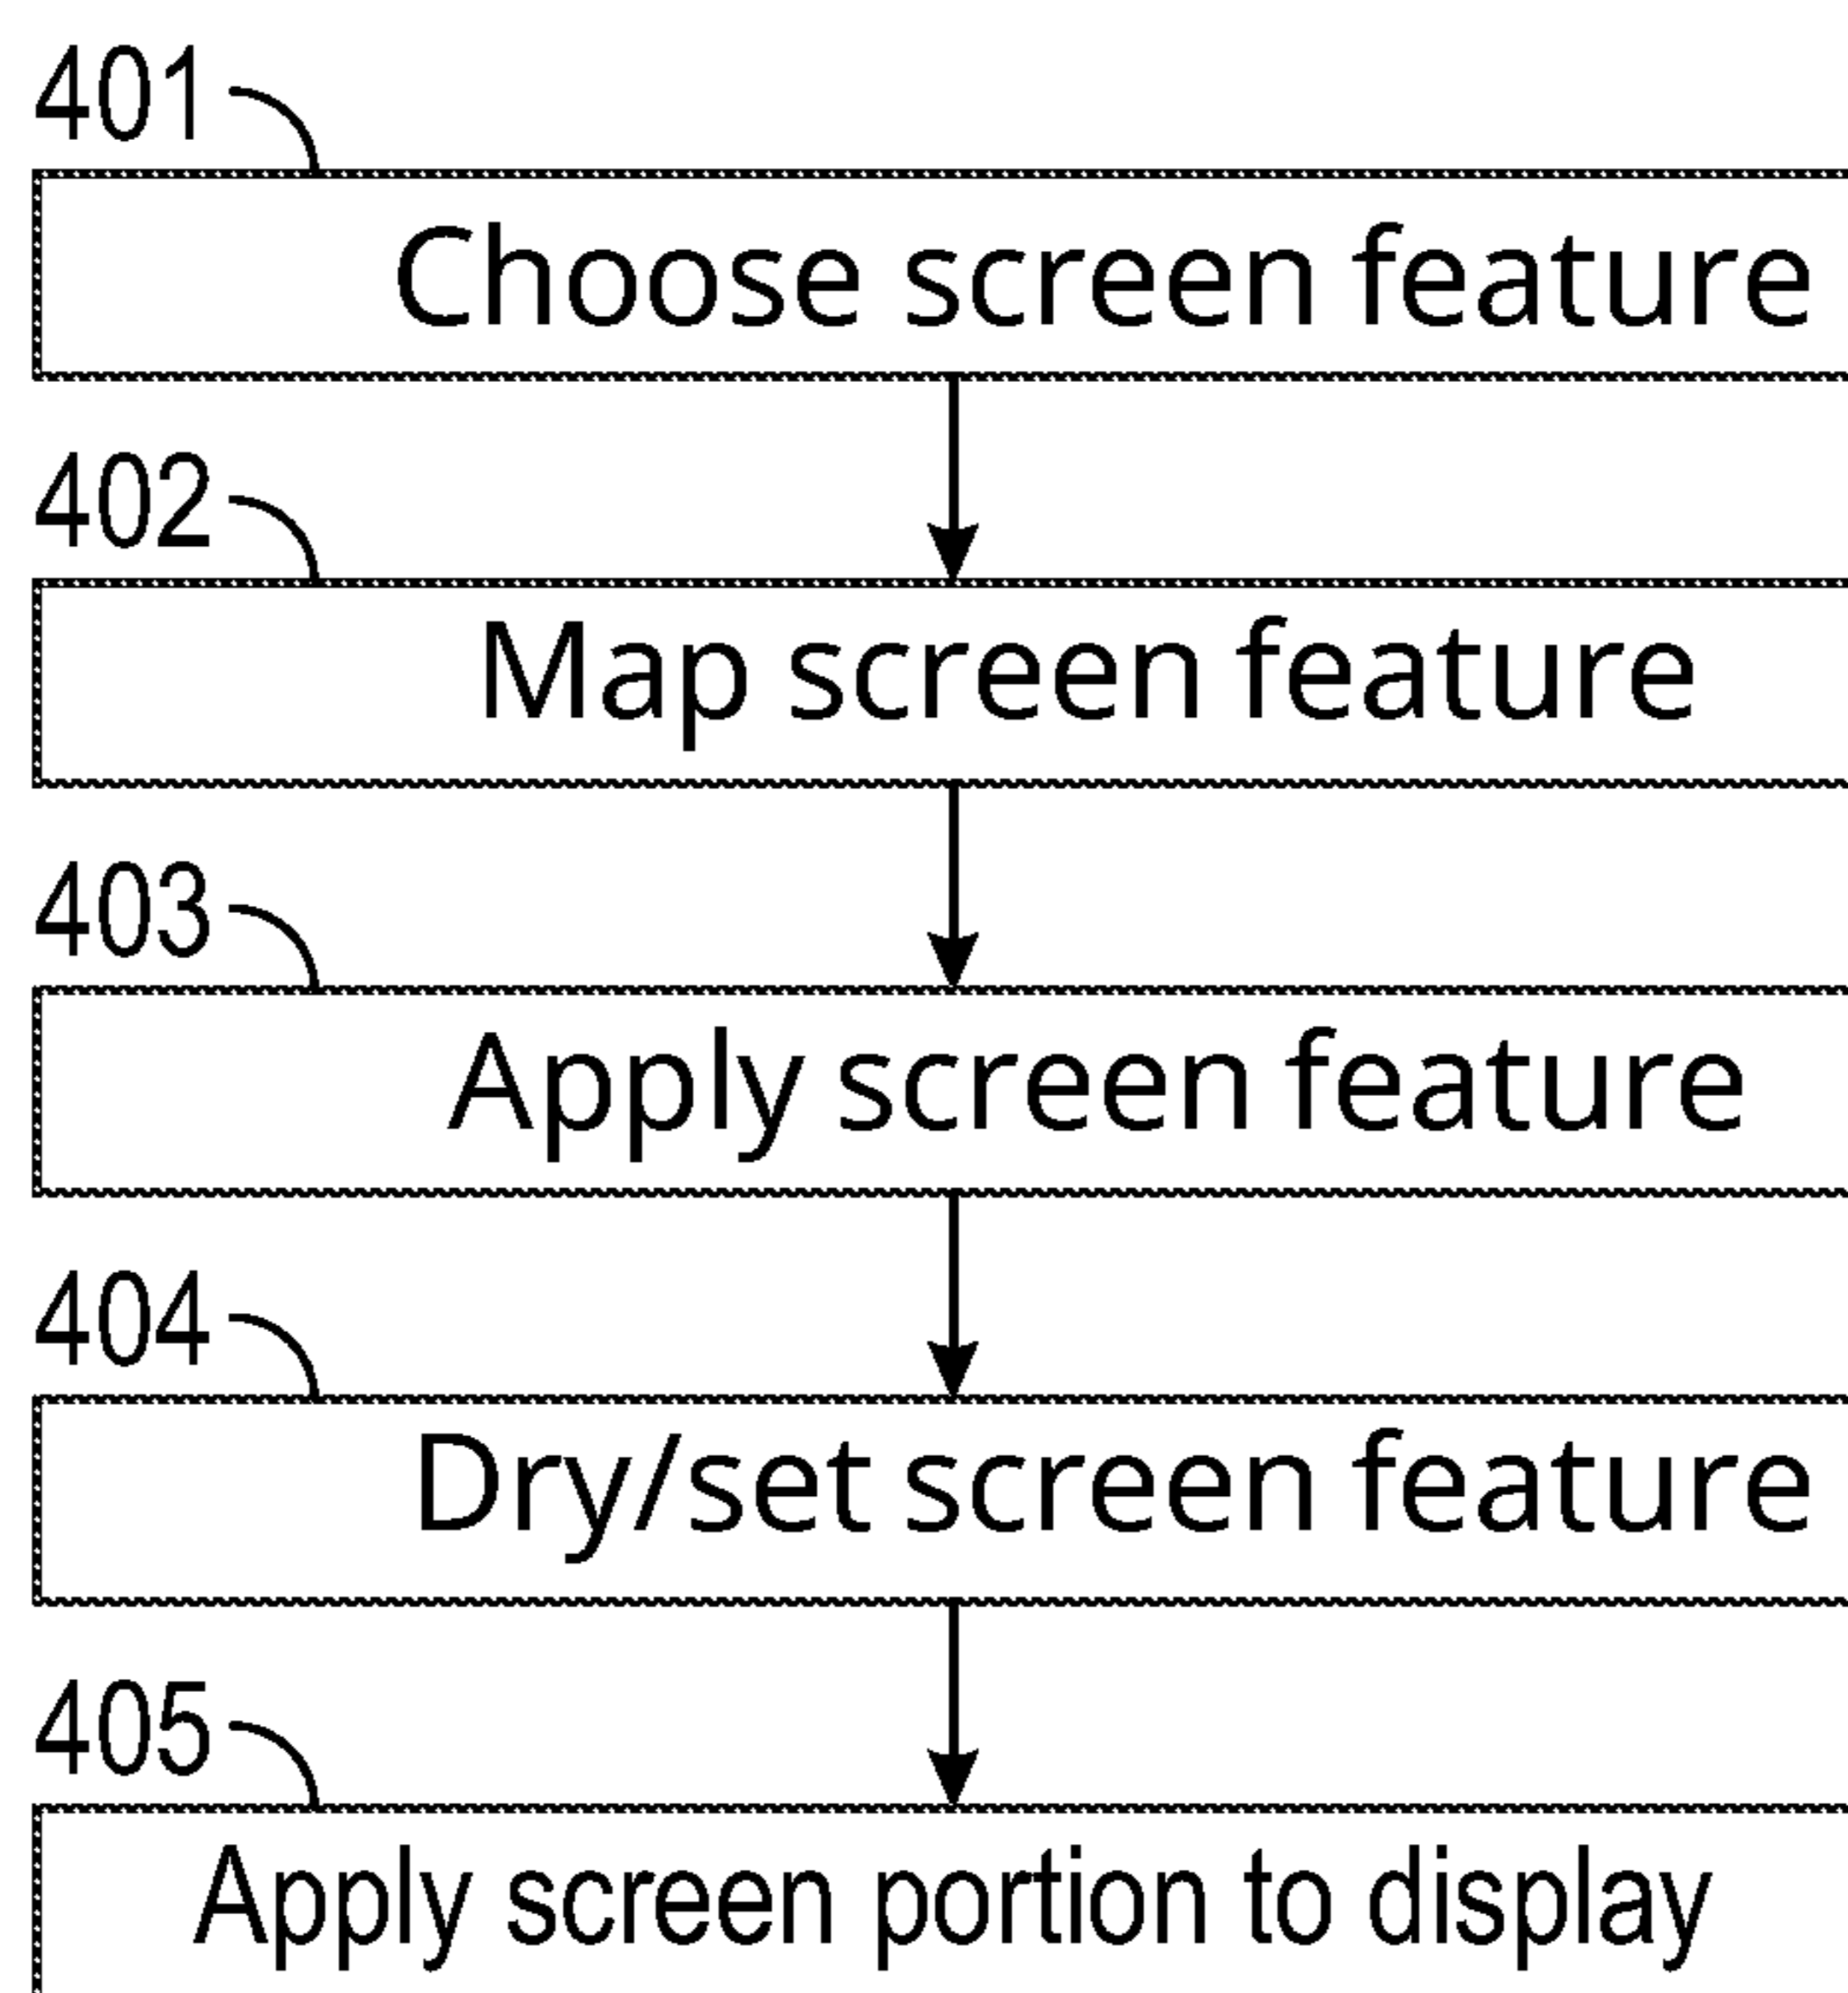 401
Choose screen feature
402
Map screen feature
403
Apply screen feature
404
Dry/set screen feature
405
Apply screen portion to display